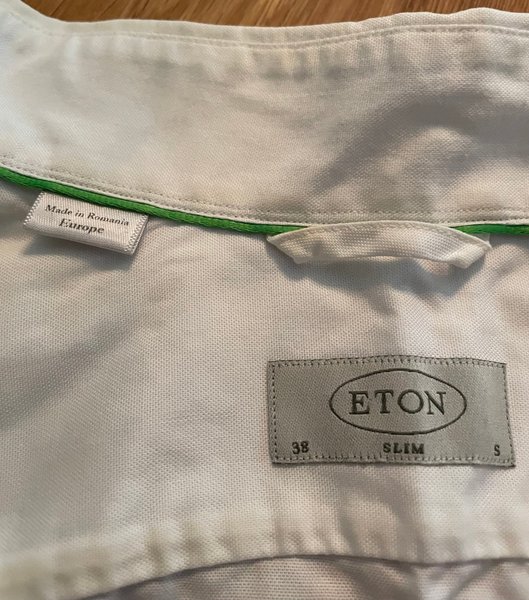 Made in Romania
Europe
ETON
38 SLIM S